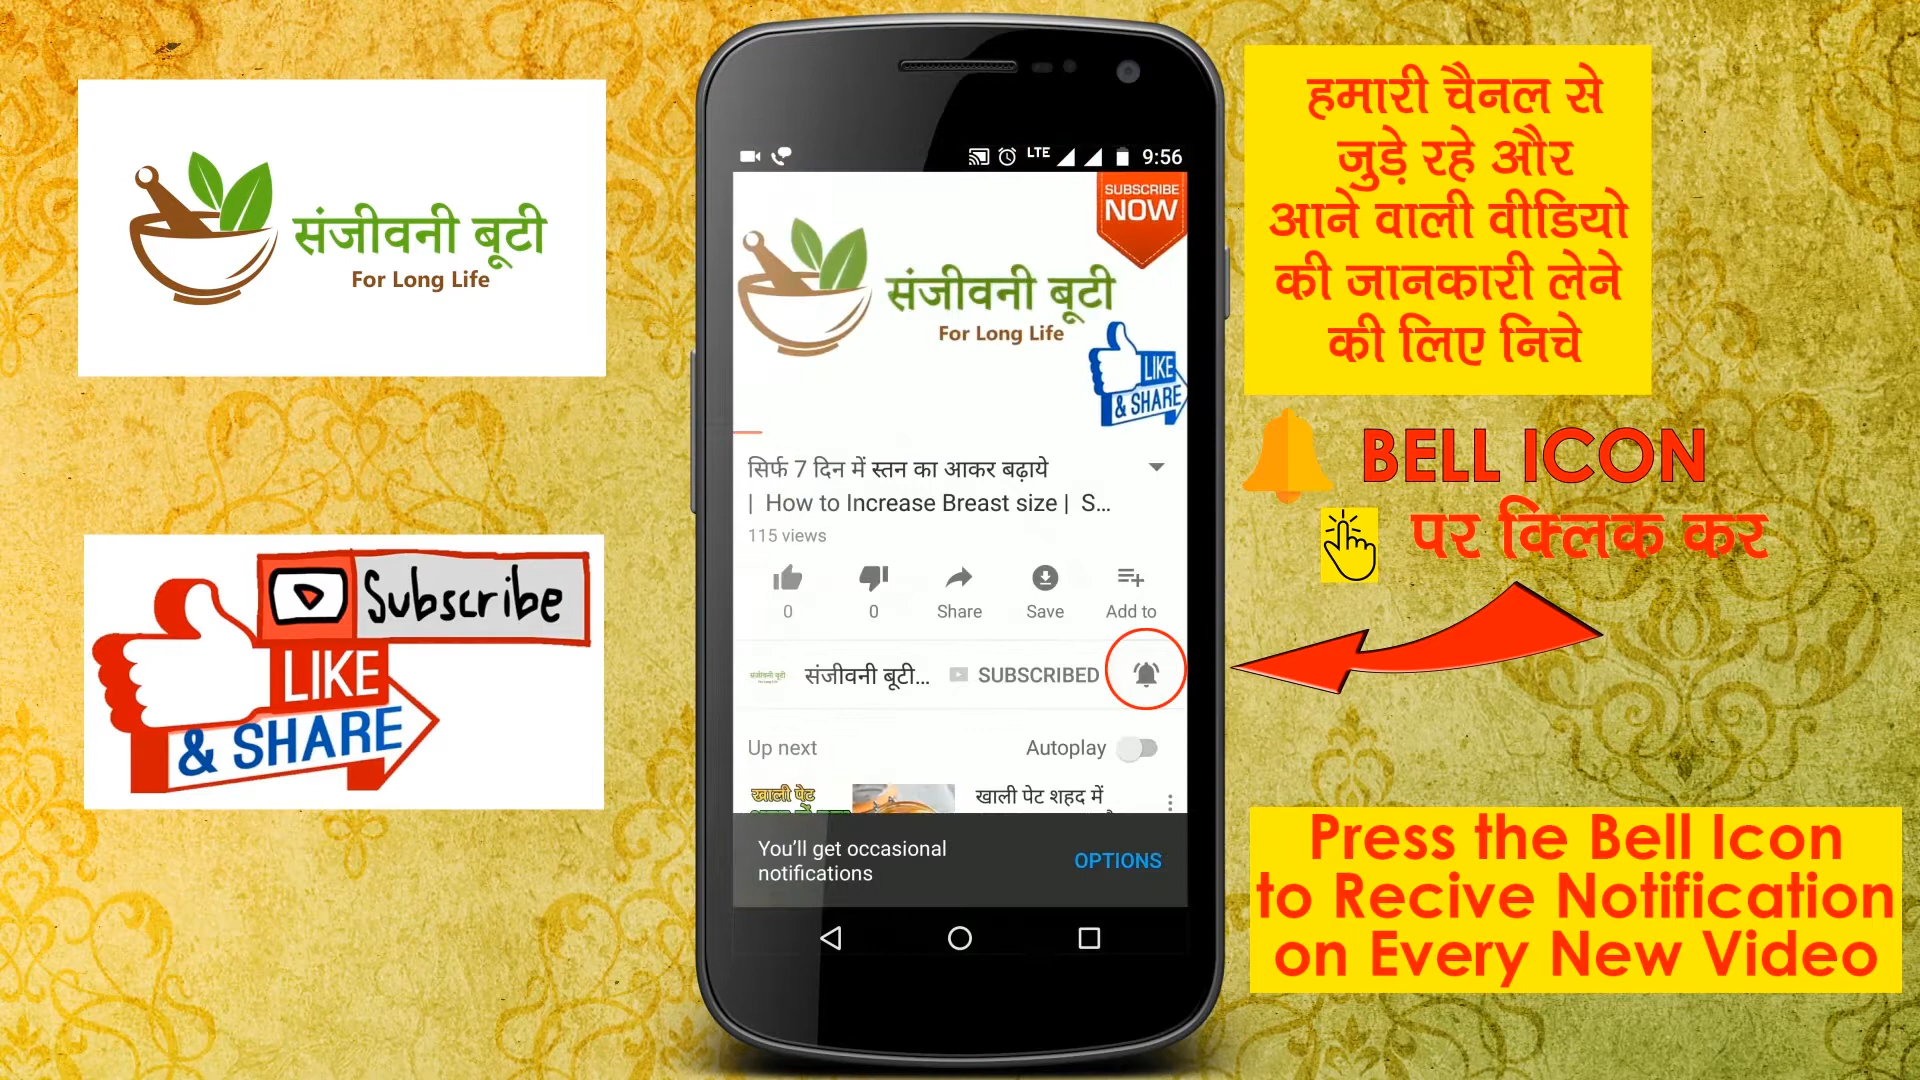 संजीवनी बूटी
For Long Life
Subscribe
LIKE
& SHARE
LTE
9:56
SUBSCRIBE
NOW
संजीवनी बूटी
For Long Life
LIKE
& SHARE
सिर्फ 7 दिन में स्तन का आकर बढ़ाये
| How to Increase Breast size | S...
115 views
0
0
Share
Save
Add to
संजीवनी बूटी...
SUBSCRIBED
Up next
Autoplay
खाली पेट
खाली पेट शहद में
You'll get occasional
notifications
OPTIONS
हमारी चैनल से
जुड़े रहे और
आने वाली वीडियो
की जानकारी लेने
की लिए निचे
BELL ICON
पर क्लिक कर
Press the Bell Icon
to Recive Notification
on Every New Video